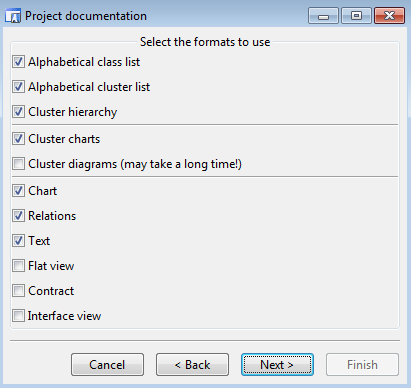 Project documentation
Select the formats to use
Alphabetical class list
Alphabetical cluster list
Cluster hierarchy
Cluster charts
Cluster diagrams (may take a long time!)
Chart
Relations
Text
Flat view
Contract
Interface view
Cancel
< Back
Next >
Finish